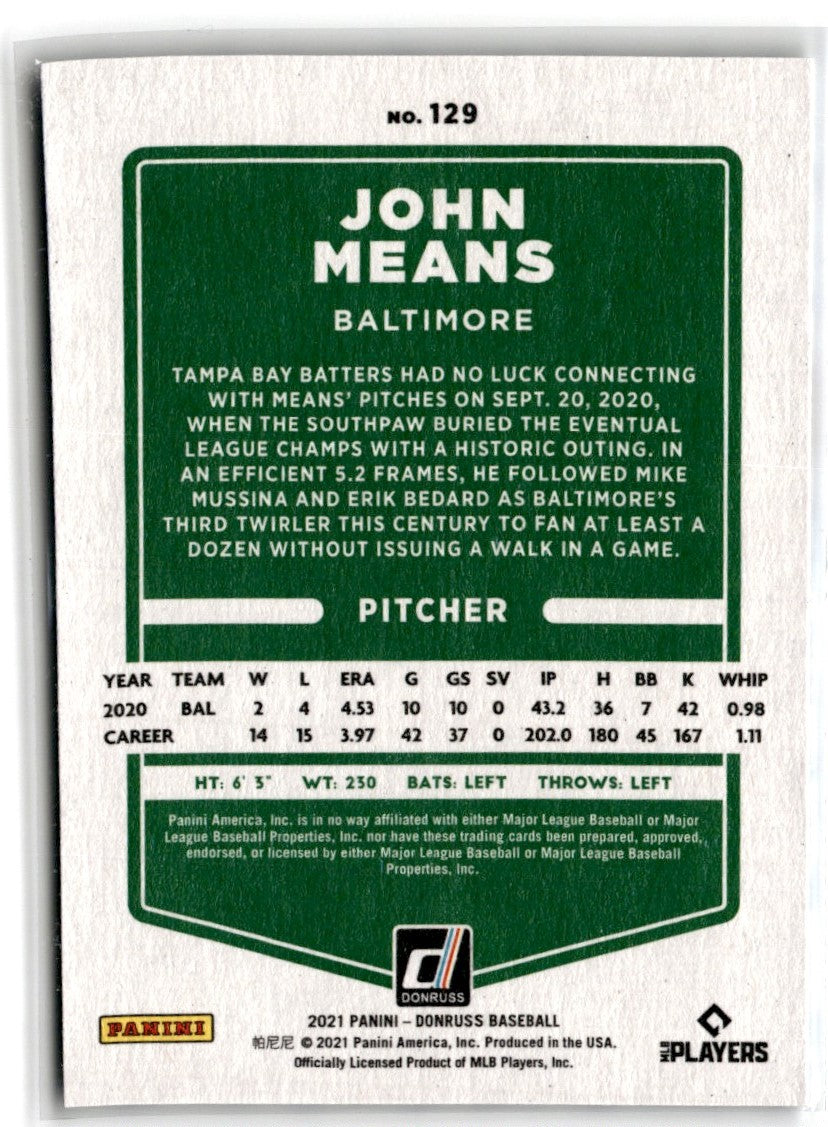 NO. 129
JOHN
MEANS
BALTIMORE
TAMPA BAY BATTERS HAD NO LUCK CONNECTING
WITH MEANS' PITCHES ON SEPT. 20, 2020,
WHEN THE SOUTHPAW BURIED THE EVENTUAL
LEAGUE CHAMPS WITH A HISTORIC OUTING. IN
AN EFFICIENT 5.2 FRAMES, HE FOLLOWED MIKE
MUSSINA AND ERIK BEDARD AS BALTIMORE'S
THIRD TWIRLER THIS CENTURY TO FAN AT LEAST A
DOZEN WITHOUT ISSUING A WALK IN A GAME.
PITCHER
YEAR TEAM W L ERA G GS SV IP H BB K WHIP
2020 BAL 2 4 4.53 10 10 0 43.2 36 7 42 0.98
CAREER 14 15 3.97 42 37 0 202.0 180 45 167 1.11
HT: 6' 3" WT: 230 BATS: LEFT THROWS: LEFT
Panini America, Inc. is in no way affiliated with either Major League Baseball or Major
League Baseball Properties, Inc. nor have these trading cards been prepared, approved,
endorsed, or licensed by either Major League Baseball or Major League Baseball
Properties, Inc.
d
DONRUSS
PANINI
2021 PANINI – DONRUSS BASEBALL
帕尼尼 © 2021 Panini America, Inc. Produced in the USA.
Officially Licensed Product of MLB Players, Inc.
MLB PLAYERS